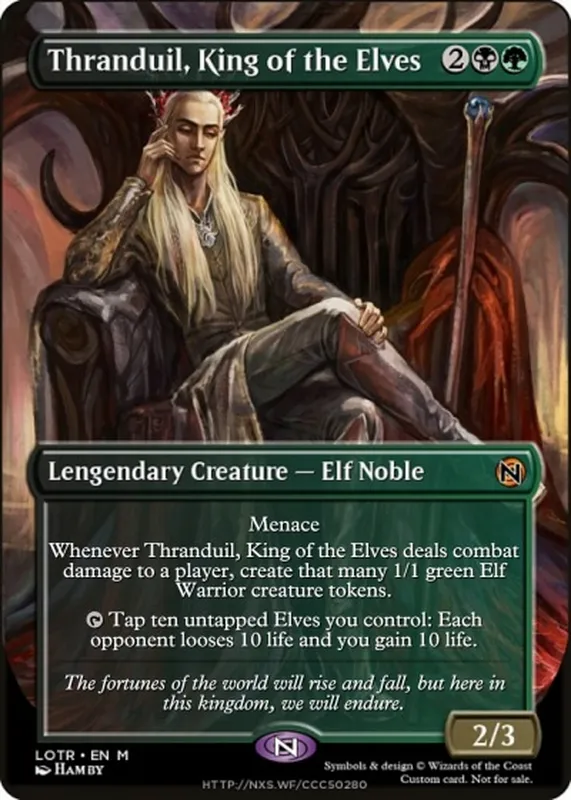 Thranduil, King of the Elves 2
Lengendary Creature — Elf Noble
Menace
Whenever Thranduil, King of the Elves deals combat
damage to a player, create that many 1/1 green Elf
Warrior creature tokens.
Tap ten untapped Elves you control: Each
opponent looses 10 life and you gain 10 life.
The fortunes of the world will rise and fall, but here in
this kingdom, we will endure.
2/3
LOTR • EN M
HAMBY
Symbols & design © Wizards of the Coast
Custom card. Not for sale.
HTTP://NXS.WF/CCC50280